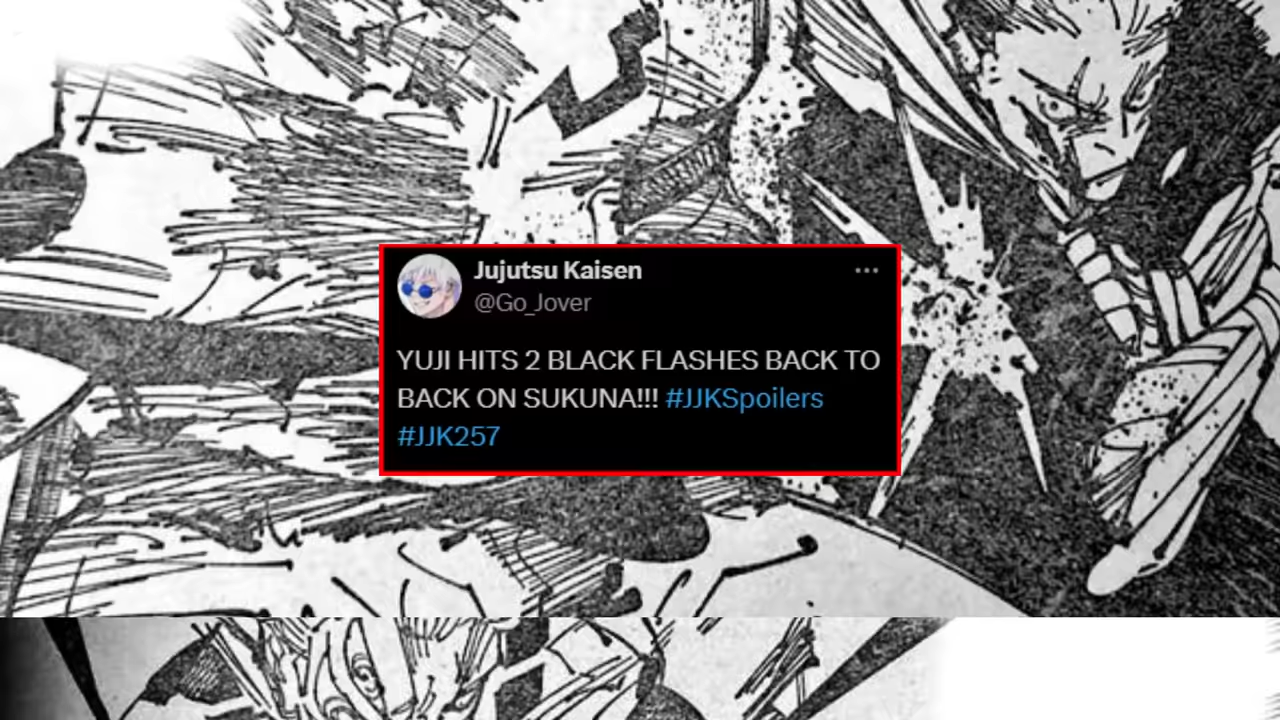 Jujutsu Kaisen
@Go_Jover
YUJI HITS 2 BLACK FLASHES BACK TO
BACK ON SUKUNA!!! #JJKSpoilers
#JJK257